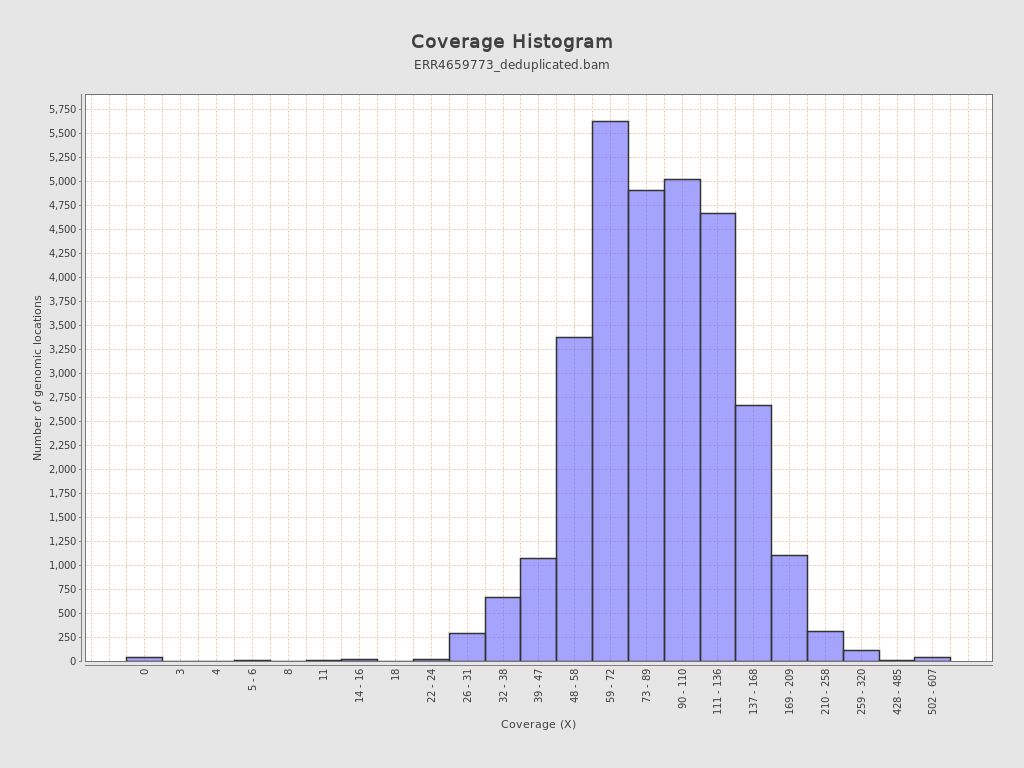 Coverage Histogram
ERR4659773_deduplicated.bam
Number of genomic locations
5,750
5,500
5,250
5,000
4,750
4,500
4,250
4,000
3,750
3,500
3,250
3,000
2,750
2,500
2,250
2,000
1,750
1,500
1,250
1,000
750
500
250
0
0
3
4
5 - 6
8
11
14 - 16
18
22 - 24
26 - 31
32 - 38
39 - 47
48 - 58
59 - 72
73 - 89
90 - 110
111 - 136
137 - 168
169 - 209
210 - 258
259 - 320
428 - 485
502 - 607
Coverage (X)